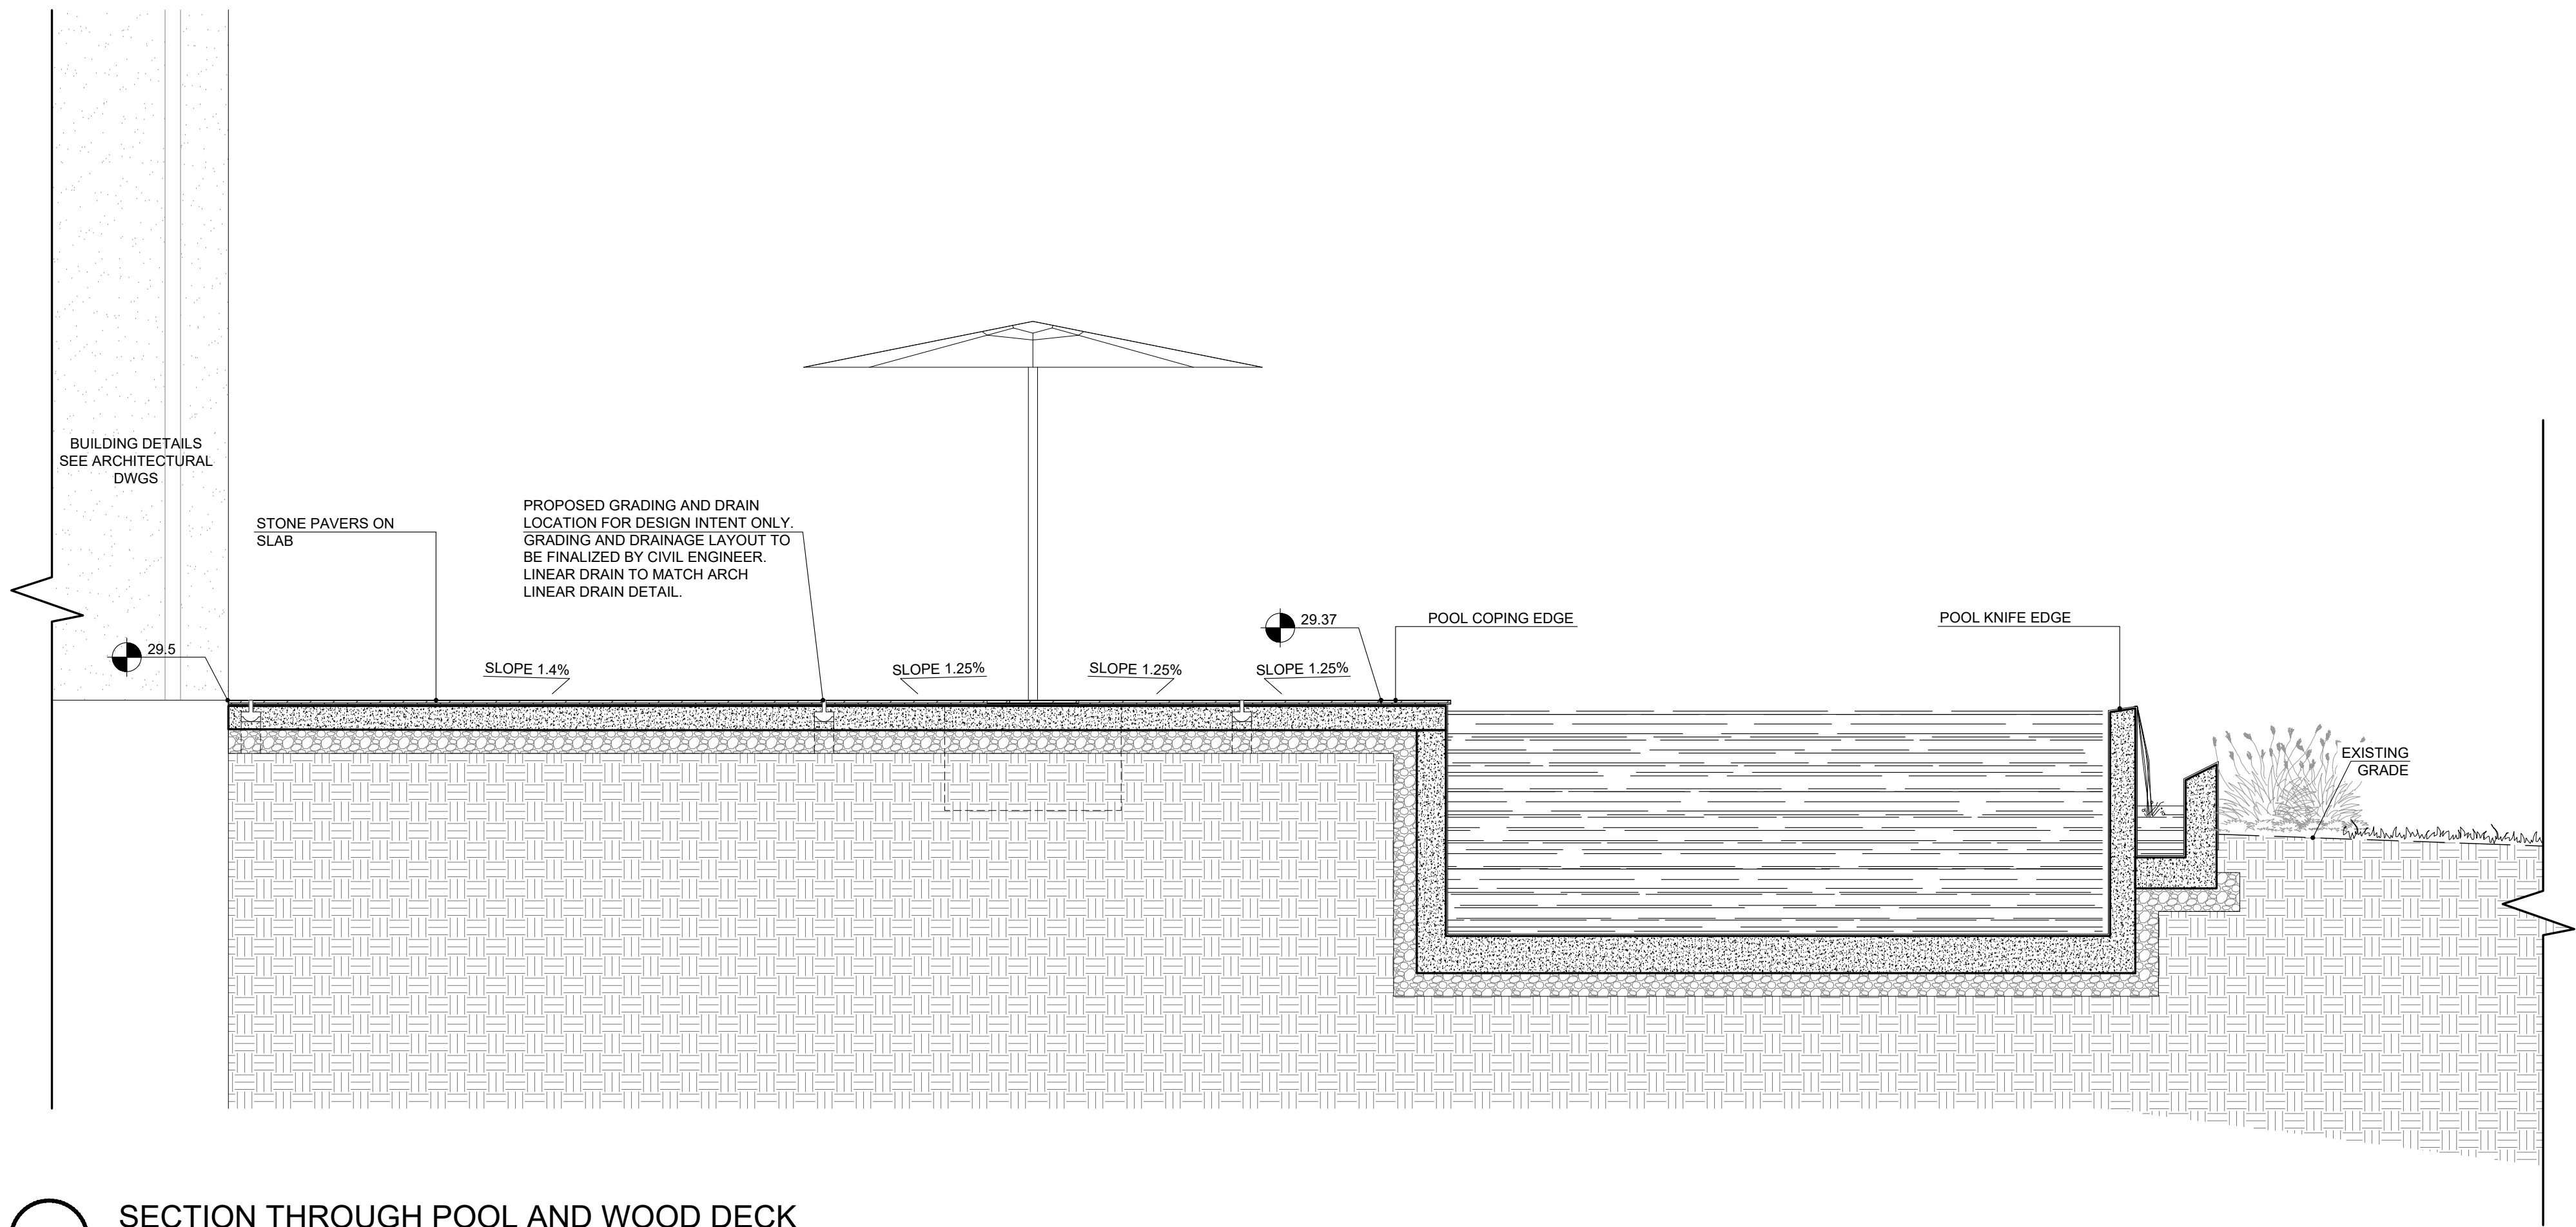 BUILDING DETAILS
SEE ARCHITECTURAL
DWGS
STONE PAVERS ON
SLAB
PROPOSED GRADING AND DRAIN
LOCATION FOR DESIGN INTENT ONLY.
GRADING AND DRAINAGE LAYOUT TO
BE FINALIZED BY CIVIL ENGINEER.
LINEAR DRAIN TO MATCH ARCH
LINEAR DRAIN DETAIL.
29.5
SLOPE 1.4%
SLOPE 1.25%
SLOPE 1.25%
SLOPE 1.25%
29.37
POOL COPING EDGE
POOL KNIFE EDGE
EXISTING
GRADE
SECTION THROUGH POOL AND WOOD DECK